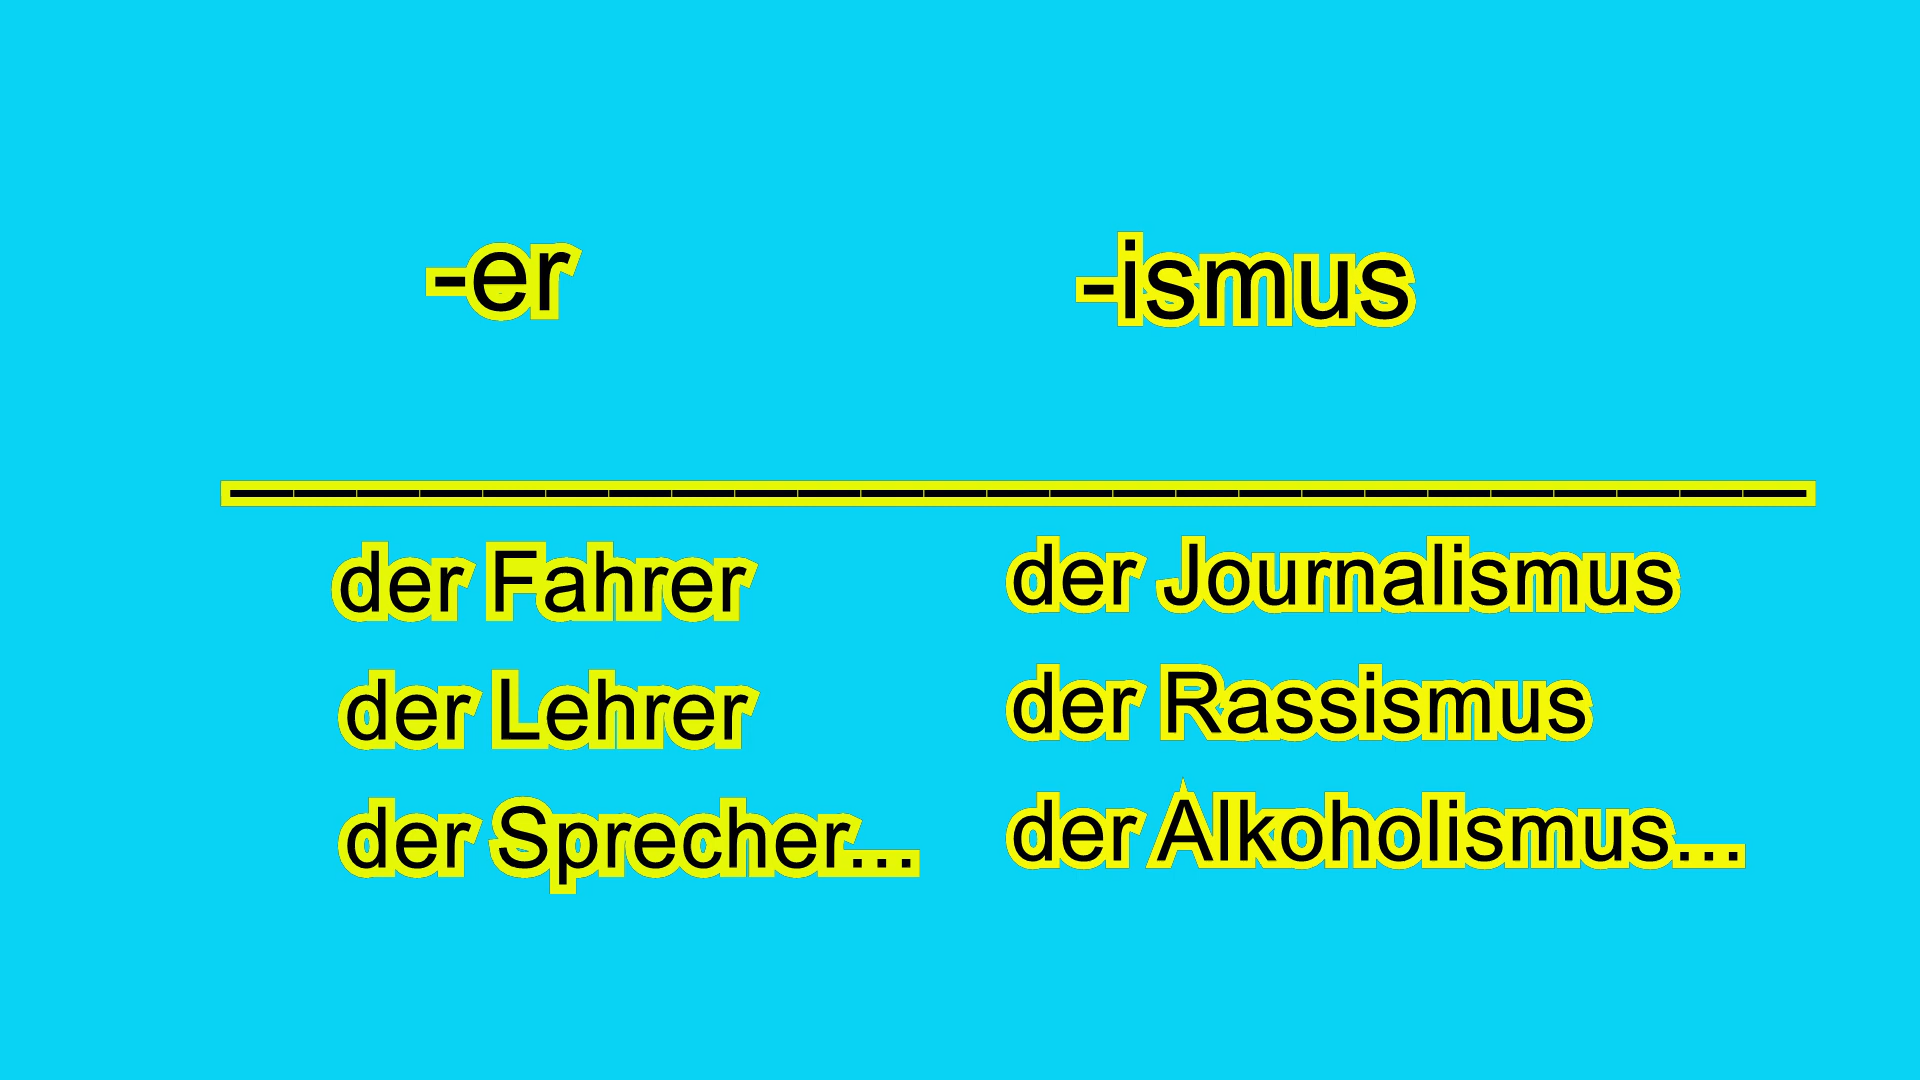 -er
-ismus
der Fahrer
der Lehrer
der Sprecher...
der Journalismus
der Rassismus
der Alkoholismus...